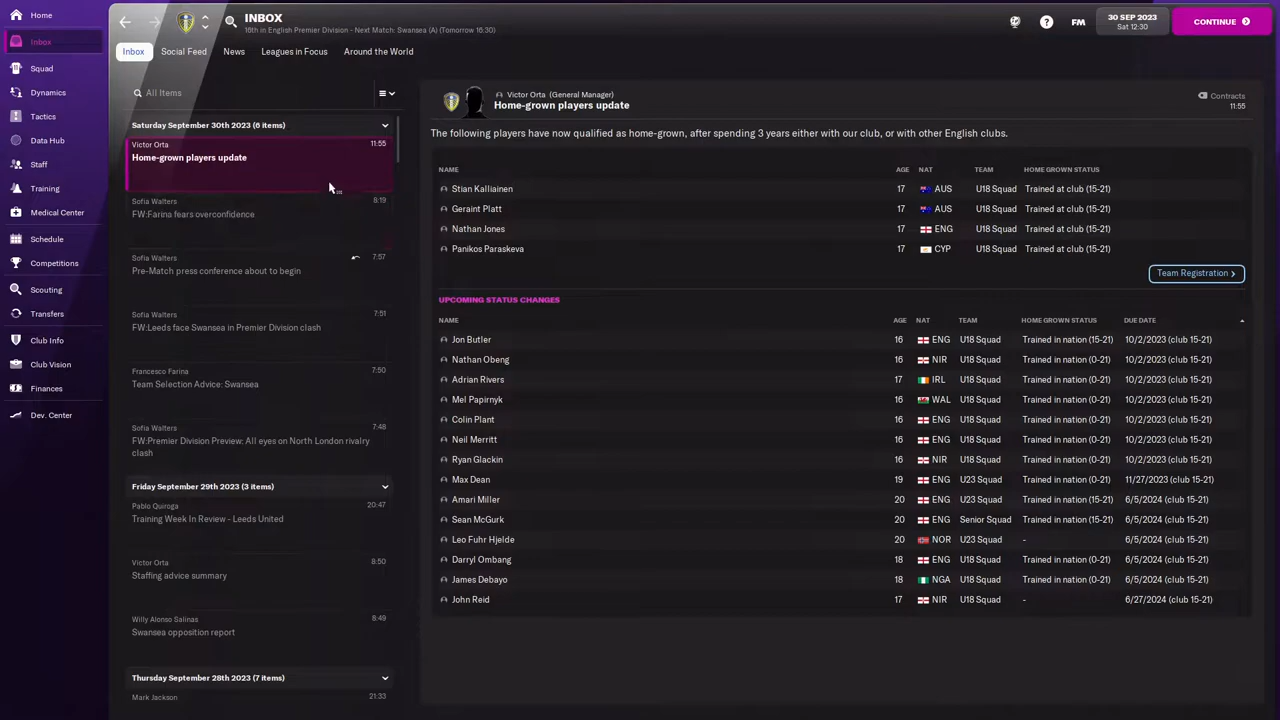 Home
Inbox
Squad
Dynamics
Tactics
Data Hub
Staff
Training
Medical Center
Schedule
Competitions
Scouting
Transfers
Club Info
Club Vision
Finances
Dev. Center
INBOX
16th in English Premier Division - Next Match: Swansea (A) (Tomorrow 16:30)
FM
30 SEP 2023
Sat 12:30
CONTINUE
Inbox Social Feed News Leagues in Focus Around the World
All Items
Saturday September 30th 2023 (6 items)
Victor Orta 11:55
Home-grown players update
Sofia Walters 8:19
FW:Farina fears overconfidence
Sofia Walters 7:57
Pre-Match press conference about to begin
Sofia Walters 7:51
FW:Leeds face Swansea in Premier Division clash
Francesco Farina 7:50
Team Selection Advice: Swansea
Sofia Walters 7:48
FW:Premier Division Preview: All eyes on North London rivalry
clash
Friday September 29th 2023 (3 items)
Pablo Quiroga 20:47
Training Week In Review - Leeds United
Victor Orta 8:50
Staffing advice summary
Willy Alonso Salinas 8:49
Swansea opposition report
Thursday September 28th 2023 (7 items)
Mark Jackson 21:33
Victor Orta (General Manager)
Home-grown players update
Contracts
11:55
The following players have now qualified as home-grown, after spending 3 years either with our club, or with other English clubs.
NAME AGE NAT TEAM HOME GROWN STATUS
Stian Kalliainen 17 AUS U18 Squad Trained at club (15-21)
Geraint Platt 17 AUS U18 Squad Trained at club (15-21)
Nathan Jones 17 ENG U18 Squad Trained at club (15-21)
Panikos Paraskeva 17 CYP U18 Squad Trained at club (15-21)
Team Registration
UPCOMING STATUS CHANGES
NAME AGE NAT TEAM HOME GROWN STATUS DUE DATE
Jon Butler 16 ENG U18 Squad Trained in nation (15-21) 10/2/2023 (club 15-21)
Nathan Obeng 16 NIR U18 Squad Trained in nation (0-21) 10/2/2023 (club 15-21)
Adrian Rivers 17 IRL U18 Squad Trained in nation (0-21) 10/2/2023 (club 15-21)
Mel Papirnyk 16 WAL U18 Squad Trained in nation (0-21) 10/2/2023 (club 15-21)
Colin Plant 16 ENG U18 Squad Trained in nation (0-21) 10/2/2023 (club 15-21)
Neil Merritt 16 ENG U18 Squad Trained in nation (0-21) 10/2/2023 (club 15-21)
Ryan Glackin 16 NIR U18 Squad Trained in nation (0-21) 10/2/2023 (club 15-21)
Max Dean 19 ENG U23 Squad Trained in nation (0-21) 11/27/2023 (club 15-21)
Amari Miller 20 ENG U23 Squad Trained in nation (15-21) 6/5/2024 (club 15-21)
Sean McGurk 20 ENG Senior Squad Trained in nation (15-21) 6/5/2024 (club 15-21)
Leo Fuhr Hjelde 20 NOR U23 Squad - 6/5/2024 (club 15-21)
Darryl Ombang 18 ENG U18 Squad Trained in nation (0-21) 6/5/2024 (club 15-21)
James Debayo 18 NGA U18 Squad Trained in nation (0-21) 6/5/2024 (club 15-21)
John Reid 17 NIR U18 Squad - 6/27/2024 (club 15-21)